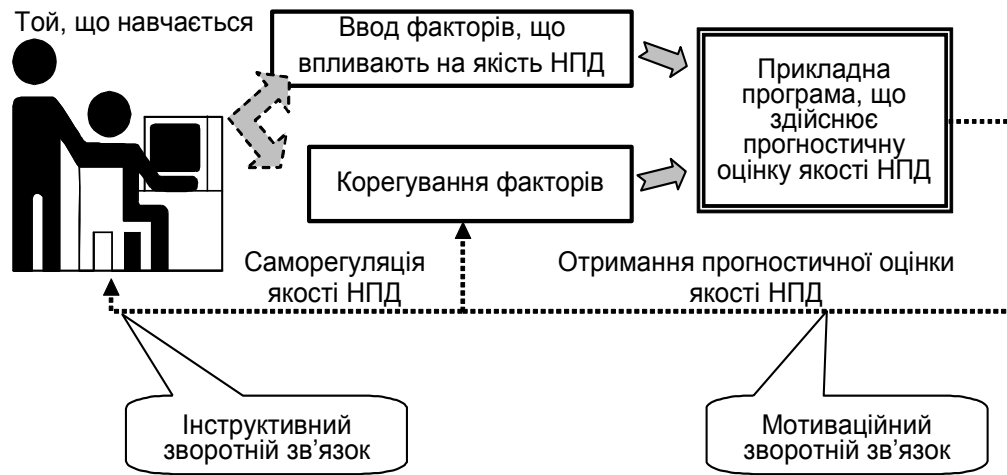 Той, що навчається
Ввод факторів, що
впливають на якість НПД
Прикладна
програма, що
здійснює
прогностичну
оцінку якості НПД
Корегування факторів
Саморегуляція
якості НПД
Отримання прогностичної оцінки
якості НПД
Інструктивний
зворотній зв’язок
Мотиваційний
зворотній зв’язок